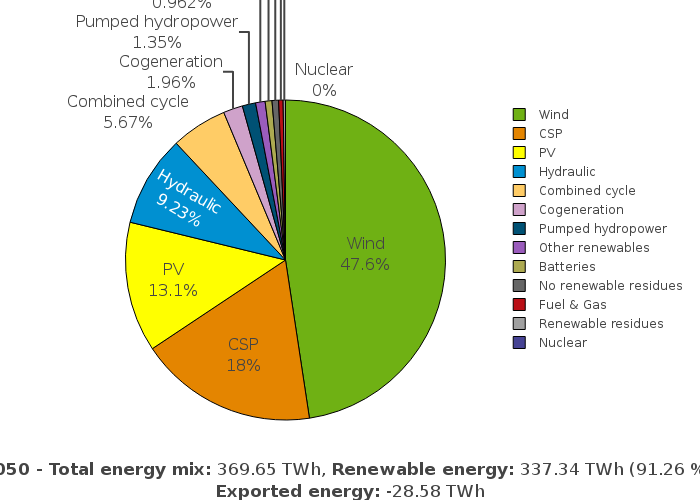 0.962%
Pumped hydropower
1.35%
Cogeneration
1.96%
Combined cycle
5.67%
Nuclear
0%
Hydraulic
9.23%
PV
13.1%
CSP
18%
Wind
47.6%
Wind
CSP
PV
Hydraulic
Combined cycle
Cogeneration
Pumped hydropower
Other renewables
Batteries
No renewable residues
Fuel & Gas
Renewable residues
Nuclear
050 - Total energy mix: 369.65 TWh, Renewable energy: 337.34 TWh (91.26 %
Exported energy: -28.58 TWh